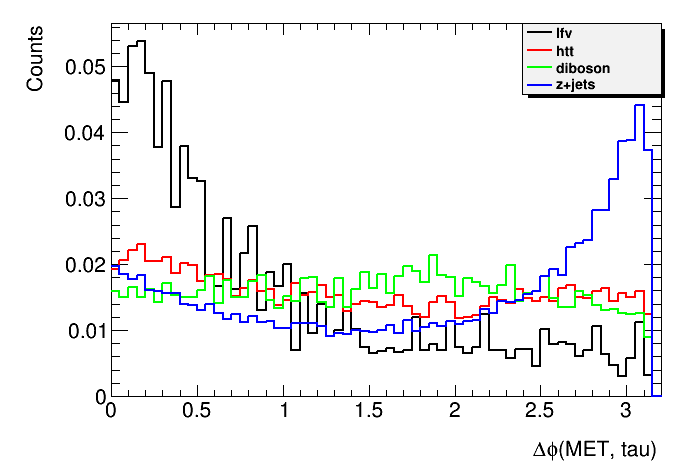 Counts
0.05
0.04
0.03
0.02
0.01
0
lfv
htt
diboson
z+jets
0 0.5 1 1.5 2 2.5 3
Δϕ(MET, tau)